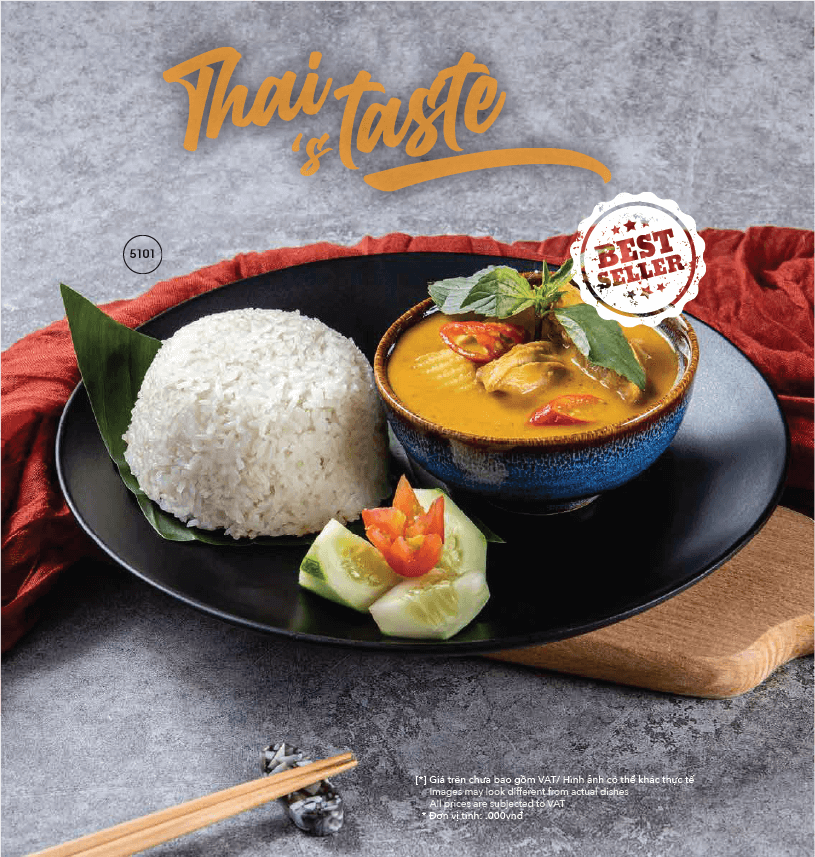 Thai
's taste
BEST
SELLER
5101
[*] Giá trên chưa bao gồm VAT/ Hình ảnh có thể khác thực tế
Images may look different from actual dishes
All prices are subjected to VAT
* Đơn vị tính: .000vnđ